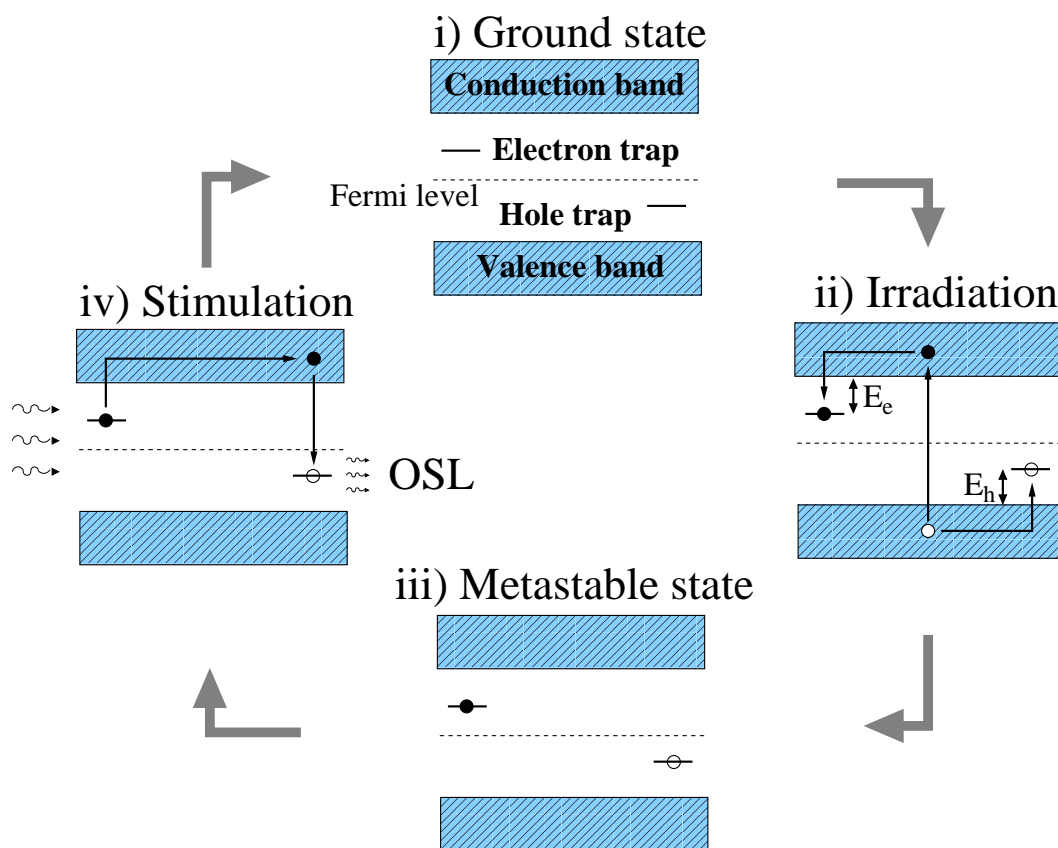 i) Ground state
Conduction band
Electron trap
Fermi level
Hole trap
Valence band
iv) Stimulation
ii) Irradiation
E_e
E_h
OSL
iii) Metastable state